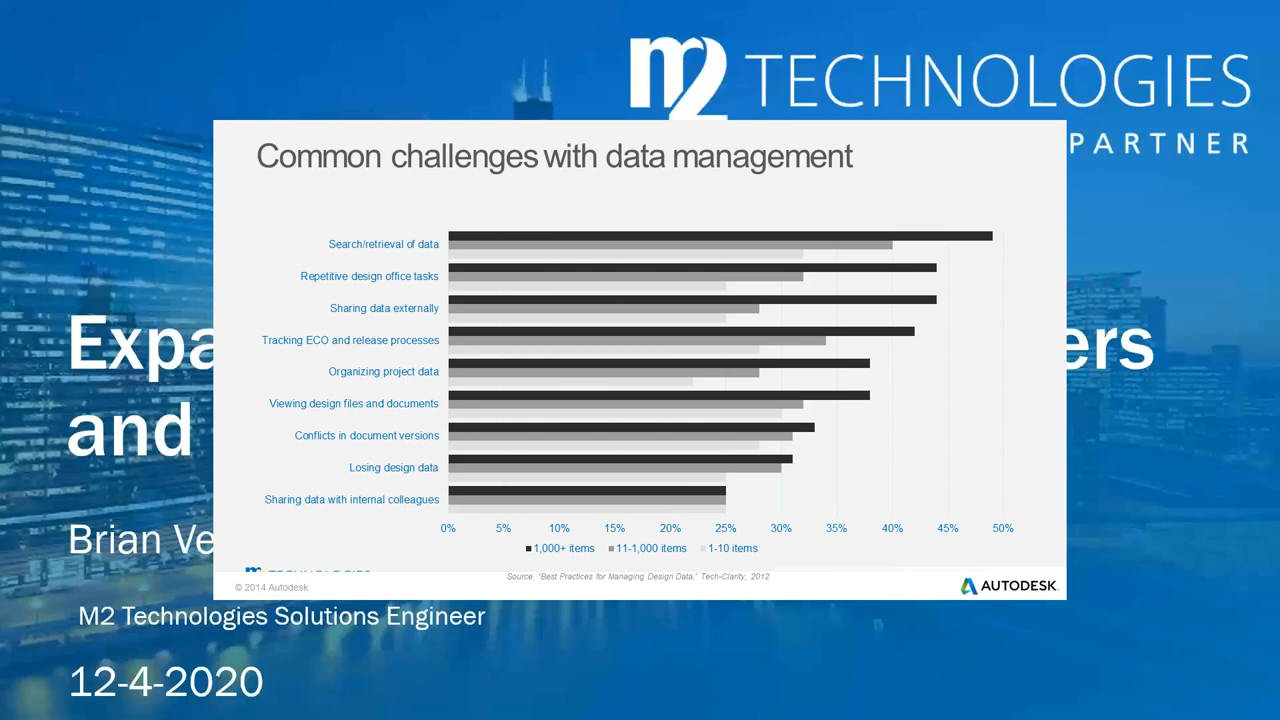 m2 TECHNOLOGIES
PARTNER
Common challenges with data management
Search/retrieval of data
Repetitive design office tasks
Sharing data externally
Tracking ECO and release processes
Organizing project data
Viewing design files and documents
Conflicts in document versions
Losing design data
Sharing data with internal colleagues
0% 5% 10% 15% 20% 25% 30% 35% 40% 45% 50%
1,000+ items 11-1,000 items 1-10 items
Source: "Best Practices for Managing Design Data," Tech-Clarity, 2012
© 2014 Autodesk
AUTODESK.
Expa
ers
and
Brian Ve
M2 Technologies Solutions Engineer
12-4-2020